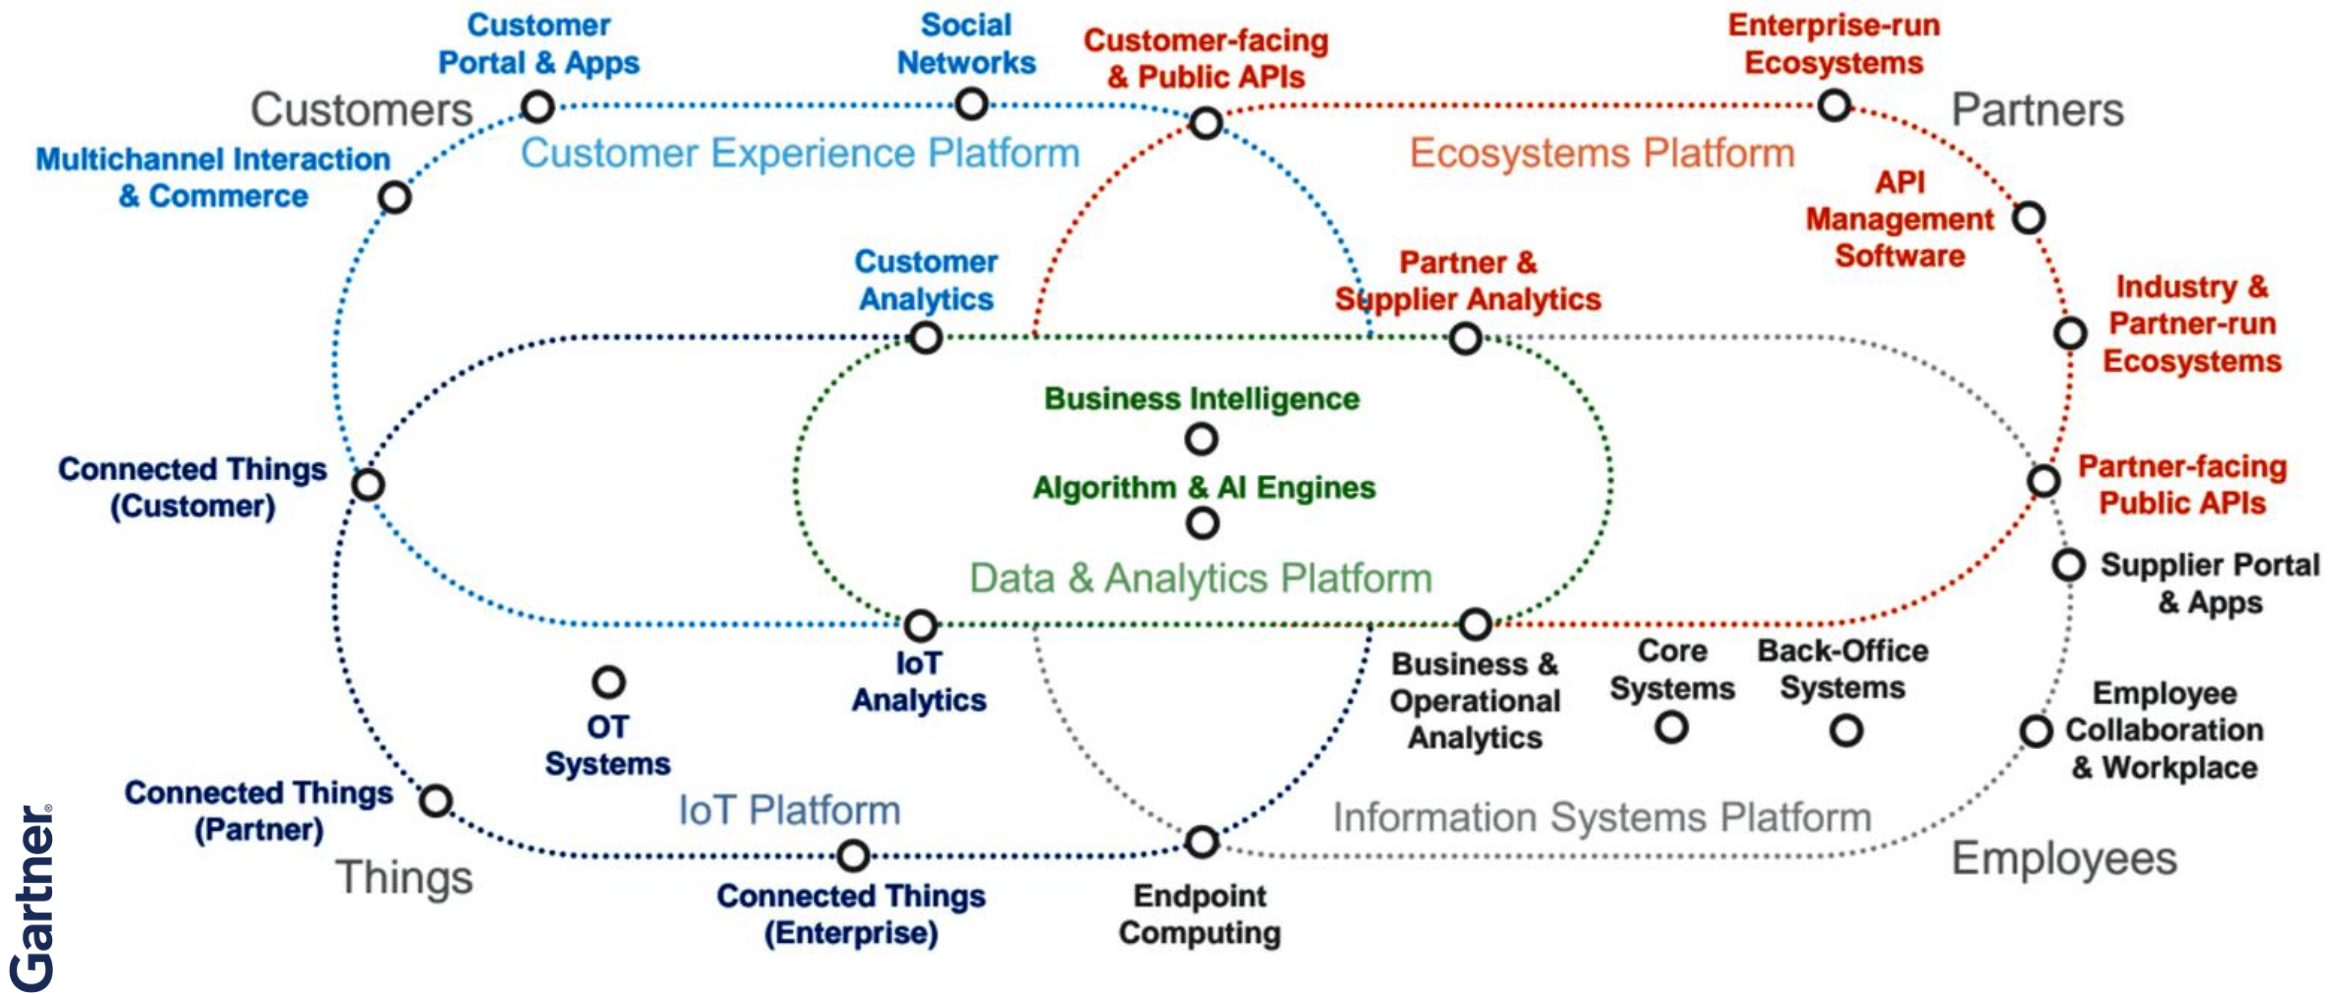 Customer
Portal & Apps
Social
Networks
Customer-facing
& Public APIs
Enterprise-run
Ecosystems
Customers
Partners
Multichannel Interaction
& Commerce
Customer Experience Platform
Ecosystems Platform
API
Management
Software
Customer
Analytics
Partner &
Supplier Analytics
Industry &
Partner-run
Ecosystems
Business Intelligence
Connected Things
(Customer)
Algorithm & AI Engines
Partner-facing
Public APIs
Data & Analytics Platform
Supplier Portal
& Apps
IoT
Analytics
Business &
Operational
Analytics
Core
Systems
Back-Office
Systems
OT
Systems
Employee
Collaboration
& Workplace
Connected Things
(Partner)
IoT Platform
Information Systems Platform
Things
Employees
Connected Things
(Enterprise)
Endpoint
Computing
Gartner®